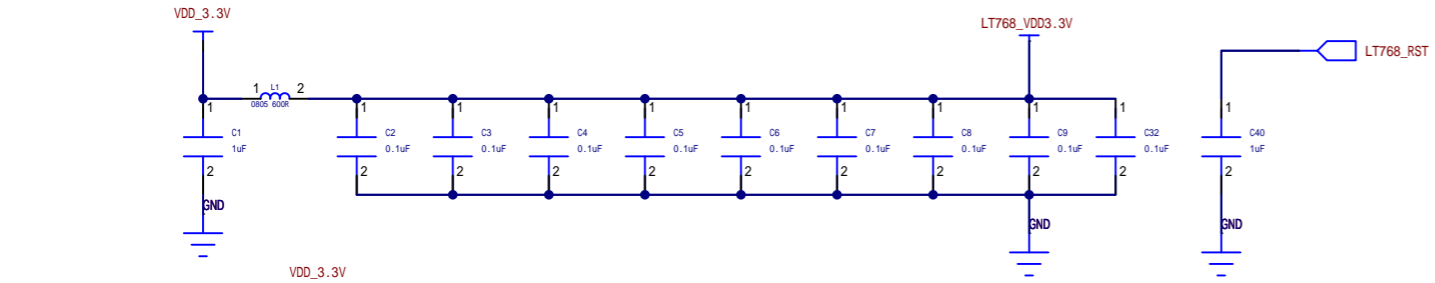 VDD_3.3V
LT768_VDD3.3V
LT768_RST
1 L1 2
0805 600R
1 1 1 1 1 1 1 1 1 1 1
C1 C2 C3 C4 C5 C6 C7 C8 C9 C32 C40
1uF 0.1uF 0.1uF 0.1uF 0.1uF 0.1uF 0.1uF 0.1uF 0.1uF 0.1uF 1uF
2 2 2 2 2 2 2 2 2 2 2
GND
GND GND
VDD_3.3V